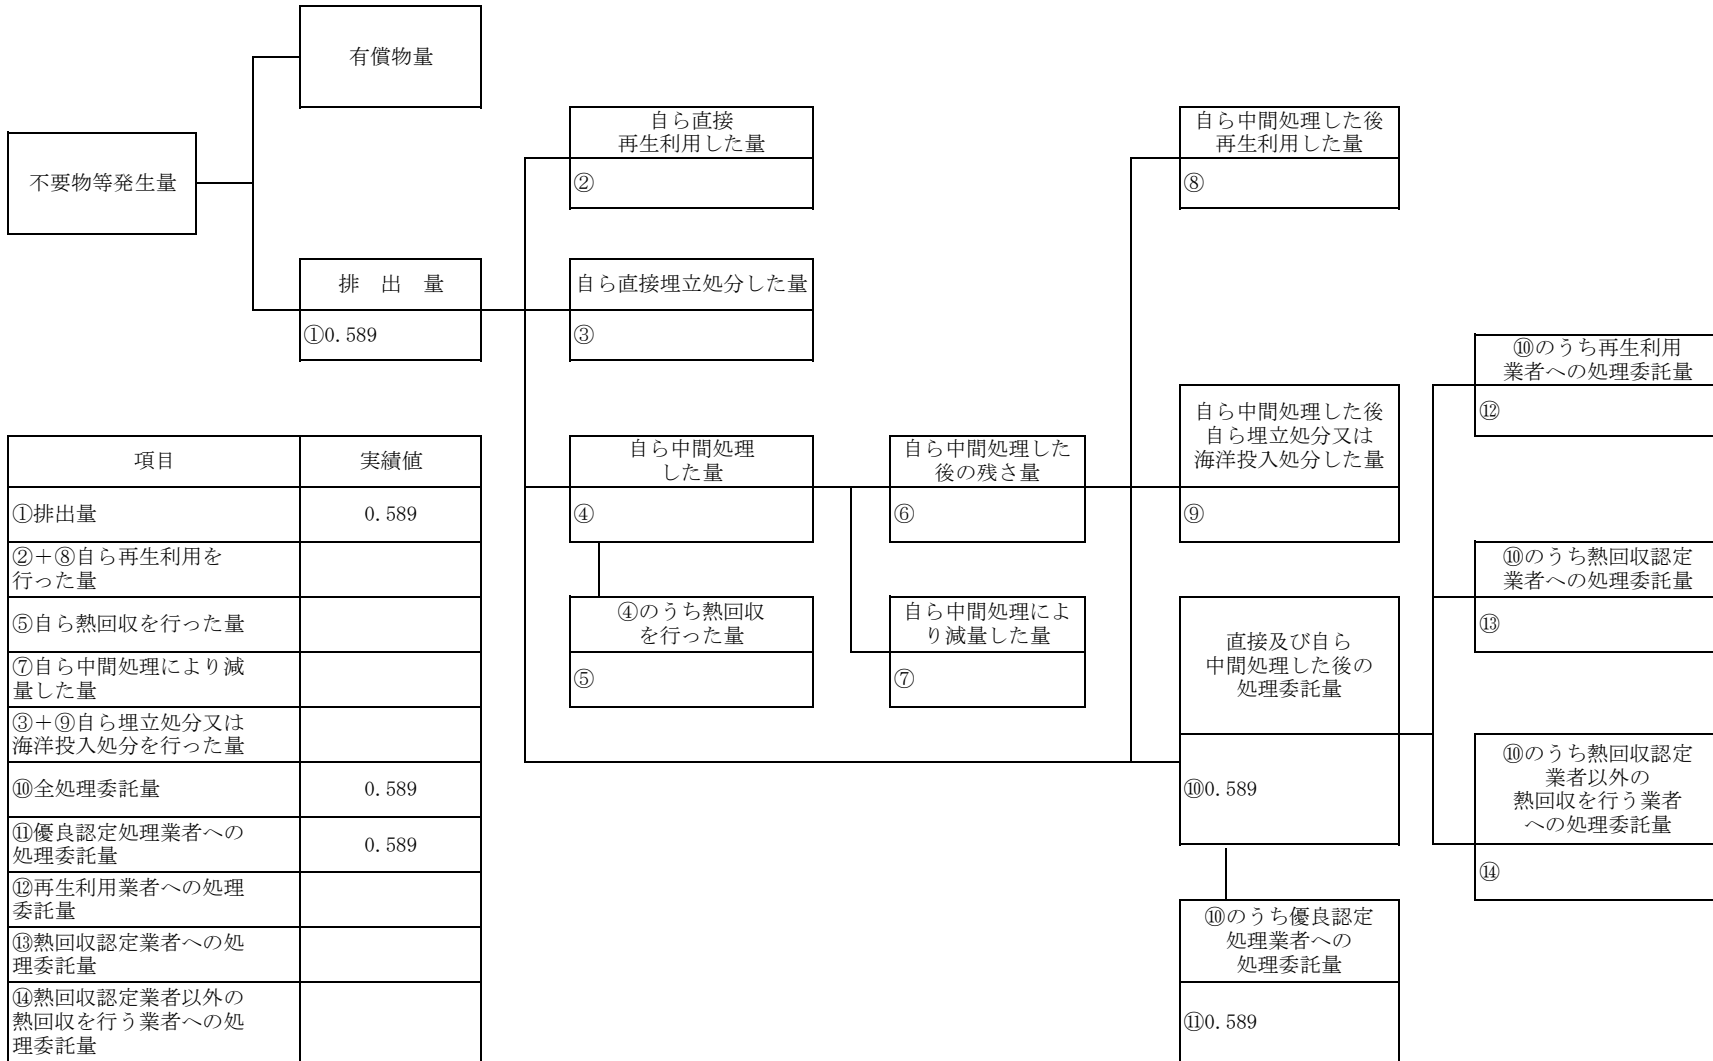 有償物量
不要物等発生量
排　出　量
①0.589
自ら直接
再生利用した量
②
自ら直接埋立処分した量
③
自ら中間処理
した量
④
④のうち熱回収
を行った量
⑤
自ら中間処理した
後の残さ量
⑥
自ら中間処理によ
り減量した量
⑦
自ら中間処理した後
再生利用した量
⑧
自ら中間処理した後
自ら埋立処分又は
海洋投入処分した量
⑨
直接及び自ら
中間処理した後の
処理委託量
⑩0.589
⑩のうち優良認定
処理業者への
処理委託量
⑪0.589
⑩のうち再生利用
業者への処理委託量
⑫
⑩のうち熱回収認定
業者への処理委託量
⑬
⑩のうち熱回収認定
業者以外の
熱回収を行う業者
への処理委託量
⑭
項目 実績値
①排出量 0.589
②＋⑧自ら再生利用を
行った量
⑤自ら熱回収を行った量
⑦自ら中間処理により減
量した量
③＋⑨自ら埋立処分又は
海洋投入処分を行った量
⑩全処理委託量 0.589
⑪優良認定処理業者への
処理委託量 0.589
⑫再生利用業者への処理
委託量
⑬熱回収認定業者への処
理委託量
⑭熱回収認定業者以外の
熱回収を行う業者への処
理委託量